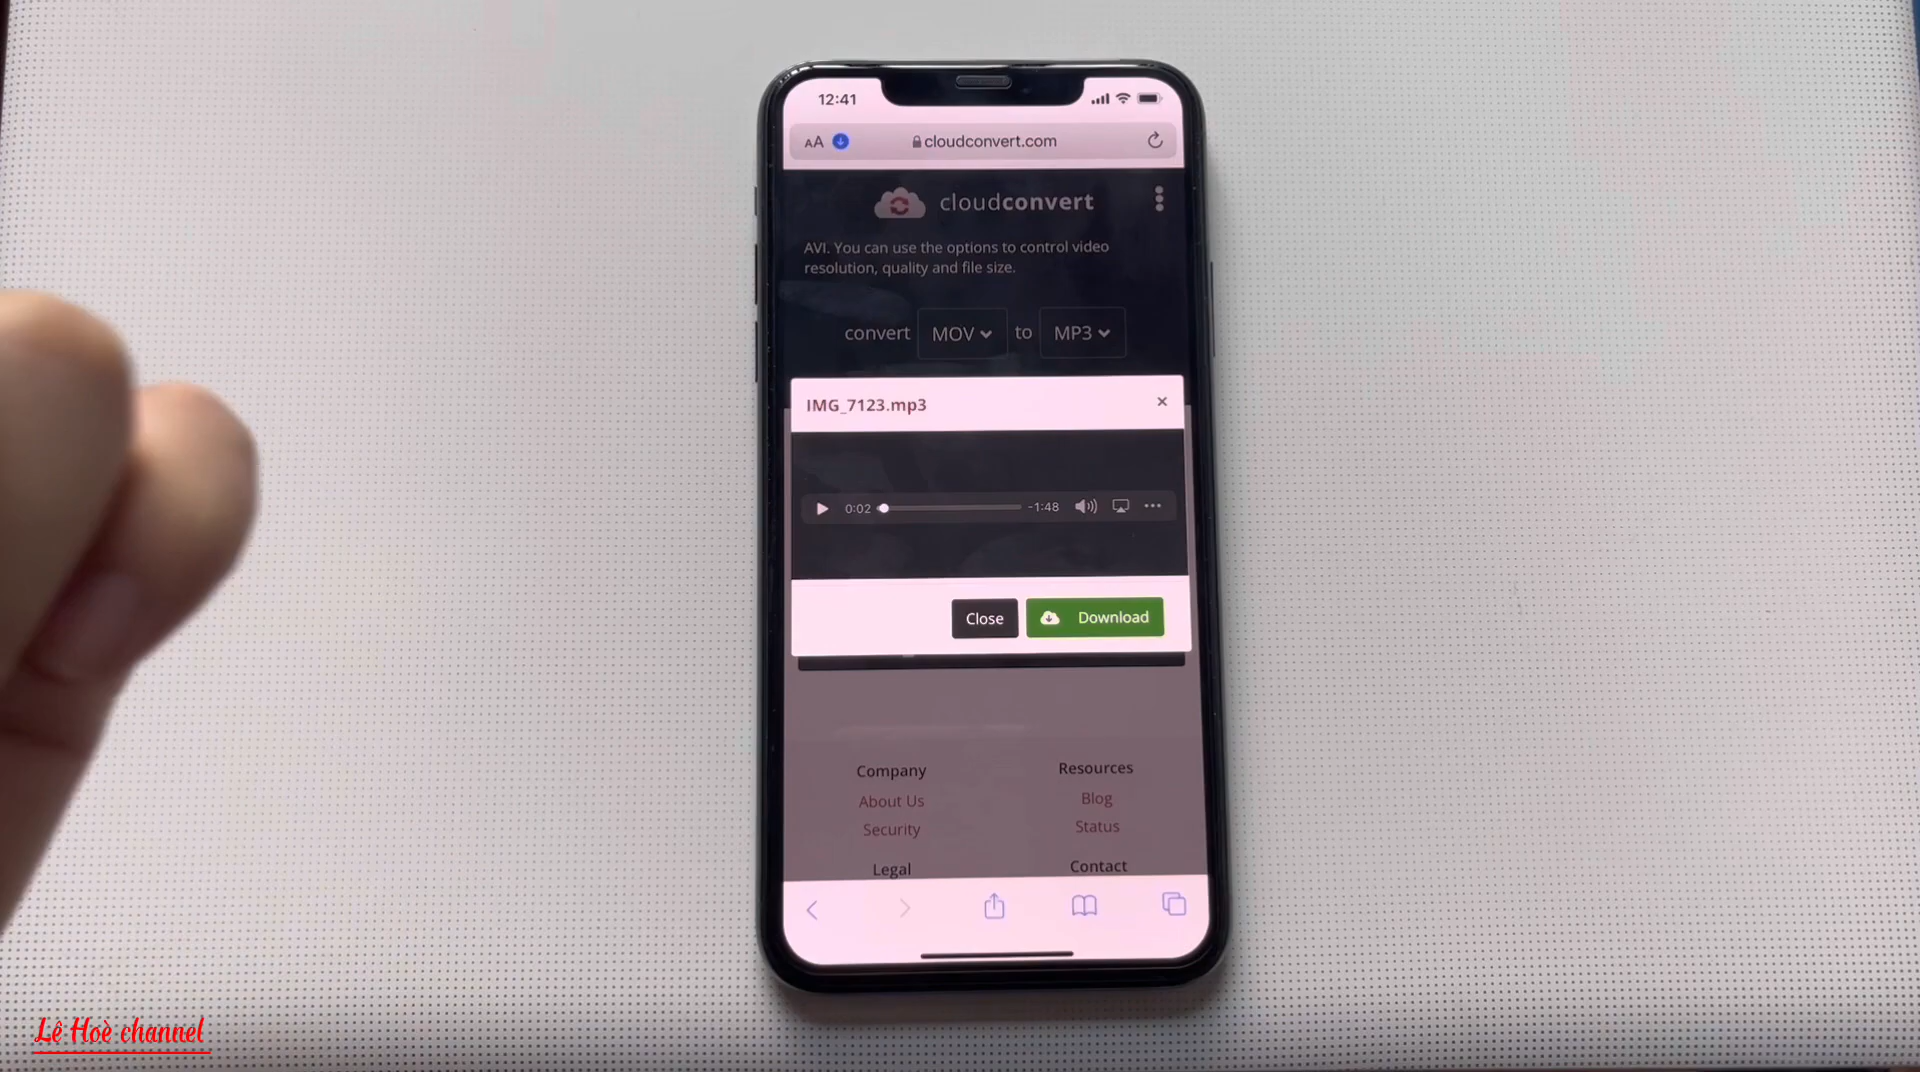 12:41
AA cloudconvert.com
cloudconvert
AVI. You can use the options to control video
resolution, quality and file size.
convert MOV to MP3
IMG_7123.mp3 ×
0:02 -1:48
Close Download
Company Resources
About Us Blog
Security Status
Legal Contact
Lê Hoè channel